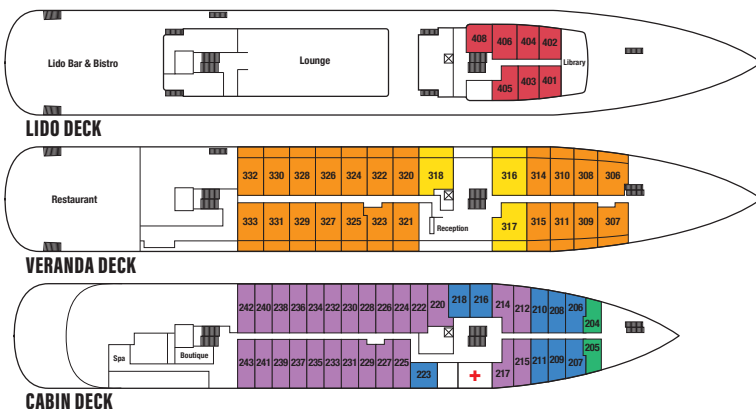 408 406 404 402
Lido Bar & Bistro
Lounge
Library
405 403 401
LIDO DECK
332 330 328 326 324 322 320 318 316 314 310 308 306
Restaurant
Reception
333 331 329 327 325 323 321 317 315 311 309 307
VERANDA DECK
242 240 238 236 234 232 230 228 226 224 222 220 218 216 214 212 210 208 206 204
Spa
Boutique
243 241 239 237 235 233 231 229 227 225 223 217 215 211 209 207 205
CABIN DECK